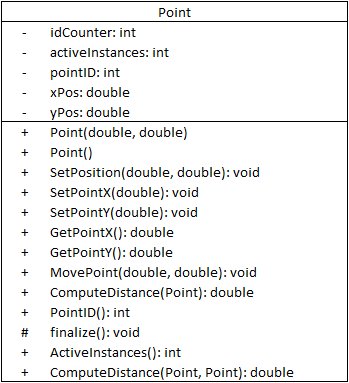 Point
- idCounter: int
- activeInstances: int
- pointID: int
- xPos: double
- yPos: double
+ Point(double, double)
+ Point()
+ SetPosition(double, double): void
+ SetPointX(double): void
+ SetPointY(double): void
+ GetPointX(): double
+ GetPointY(): double
+ MovePoint(double, double): void
+ ComputeDistance(Point): double
+ PointID(): int
# finalize(): void
+ ActiveInstances(): int
+ ComputeDistance(Point, Point): double